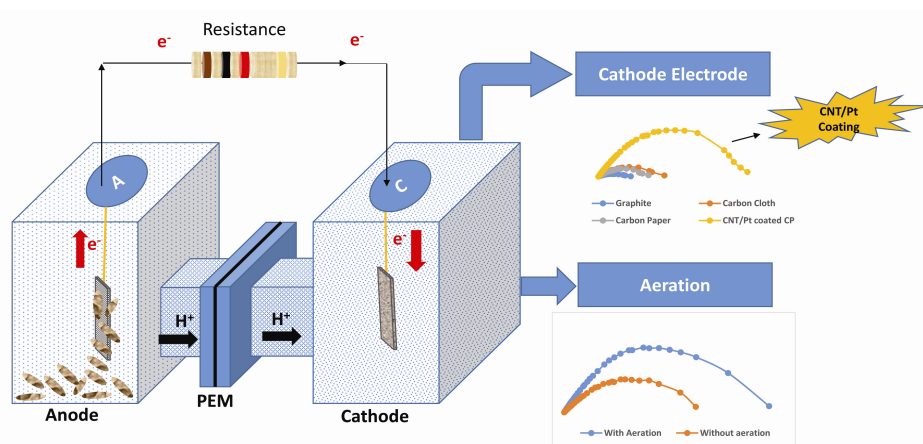 Resistance
e-
e-
Cathode Electrode
CNT/Pt
Coating
A
C
Graphite
Carbon Cloth
Carbon Paper
CNT/Pt coated CP
e-
e-
Aeration
H+
H+
PEM
Anode
Cathode
With Aeration
Without aeration